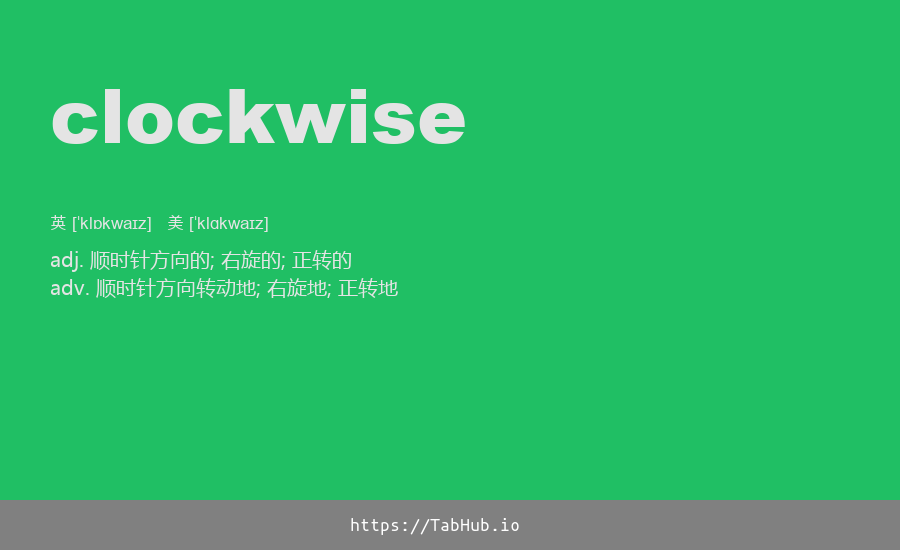 clockwise
英 [ˈklɒkwaɪz] 美 [ˈklɑkwaɪz]
adj. 顺时针方向的; 右旋的; 正转的
adv. 顺时针方向转动地; 右旋地; 正转地
https://TabHub.io